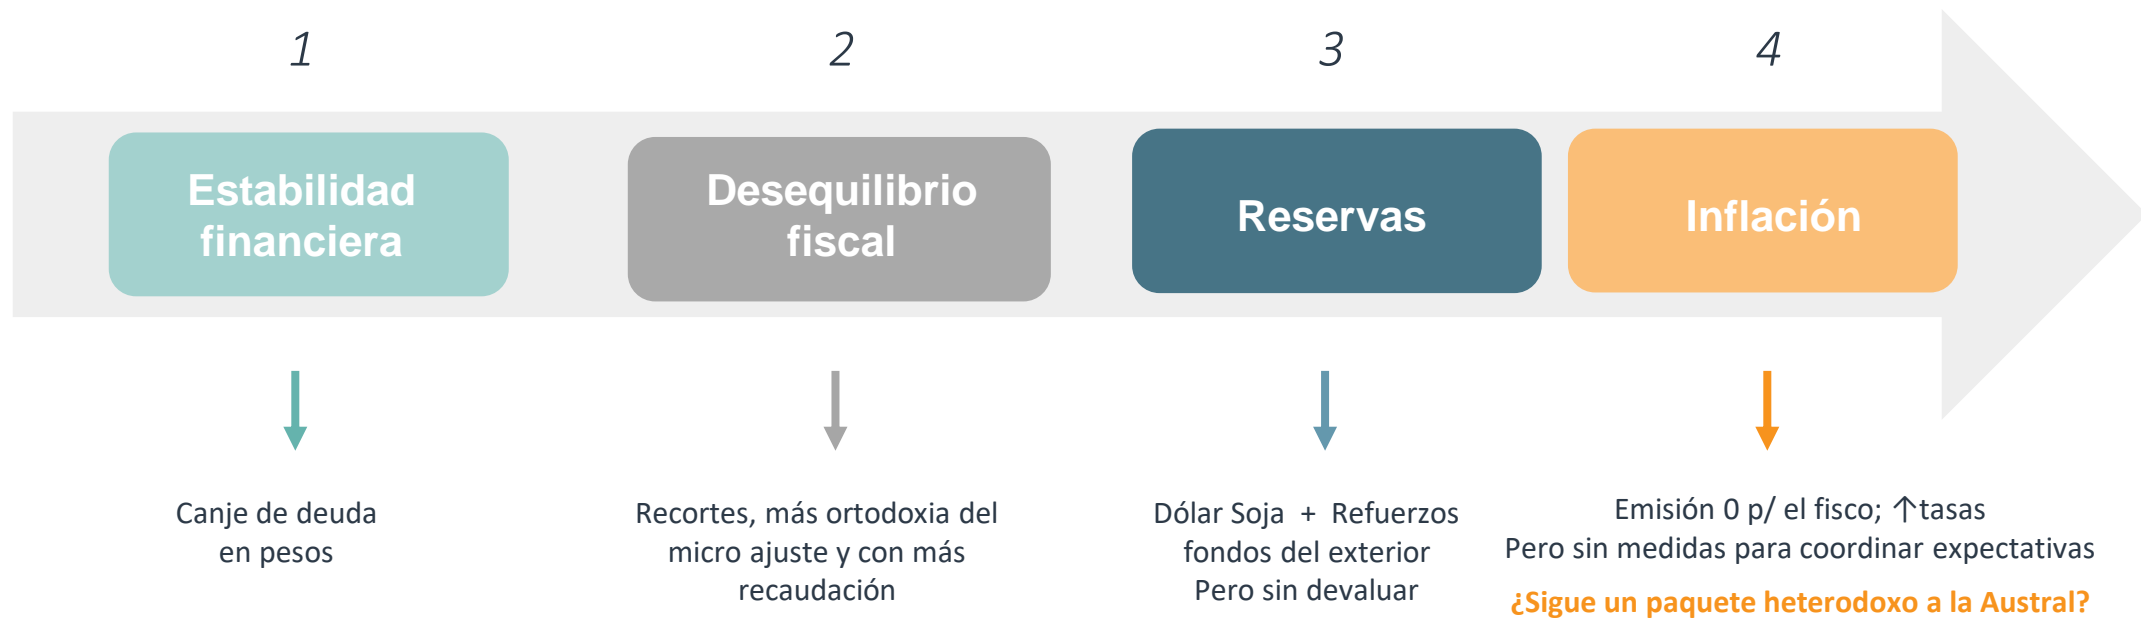 1
2
3
4
Estabilidad
financiera
Desequilibrio
fiscal
Reservas
Inflación
Canje de deuda
en pesos
Recortes, más ortodoxia del
micro ajuste y con más
recaudación
Dólar Soja + Refuerzos
fondos del exterior
Pero sin devaluar
Emisión 0 p/ el fisco; ↑tasas
Pero sin medidas para coordinar expectativas
¿Sigue un paquete heterodoxo a la Austral?